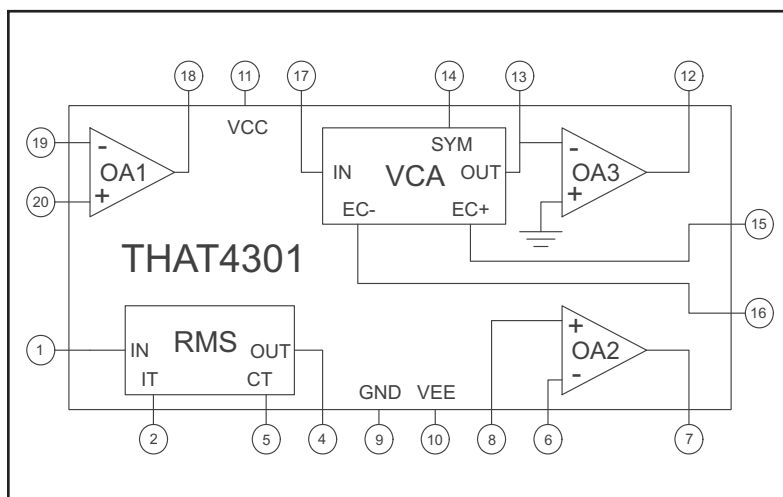 18
11
17
14
13
12
19
- OA1
+
20
VCC
SYM
IN VCA OUT
EC- EC+
- OA3
+
15
16
THAT4301
1
IN RMS OUT
IT CT
+ OA2
-
GND VEE
2
5
4
9
10
8
6
7